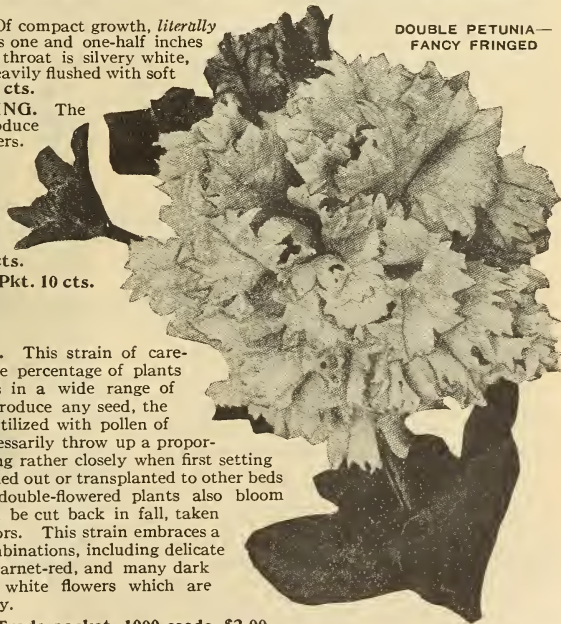 Of compact growth, literally
s one and one-half inches
throat is silvery white,
eavily flushed with soft
cts.
NG. The
oduce
ers.
cts.
Pkt. 10 cts.
DOUBLE PETUNIA—
FANCY FRINGED
. This strain of care-
e percentage of plants
s in a wide range of
roduce any seed, the
tilized with pollen of
essarily throw up a propor-
ng rather closely when first setting
ned out or transplanted to other beds
double-flowered plants also bloom
be cut back in fall, taken
ors. This strain embraces a
mbinations, including delicate
arnet-red, and many dark
white flowers which are
y.
Trade packet, 1000 seeds, $2.00